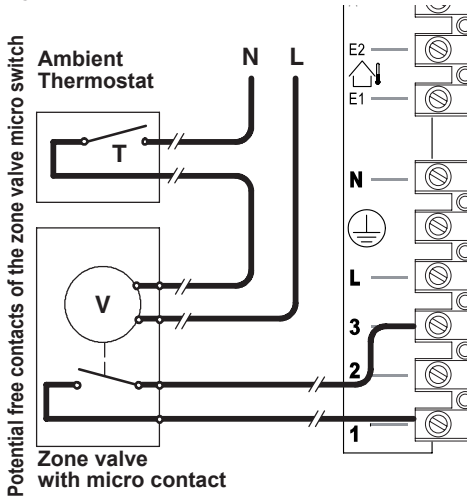 Potential free contacts of the zone valve micro switch
Ambient
Thermostat
N L
T
V
Zone valve
with micro contact
E2
E1
N
L
3
2
1